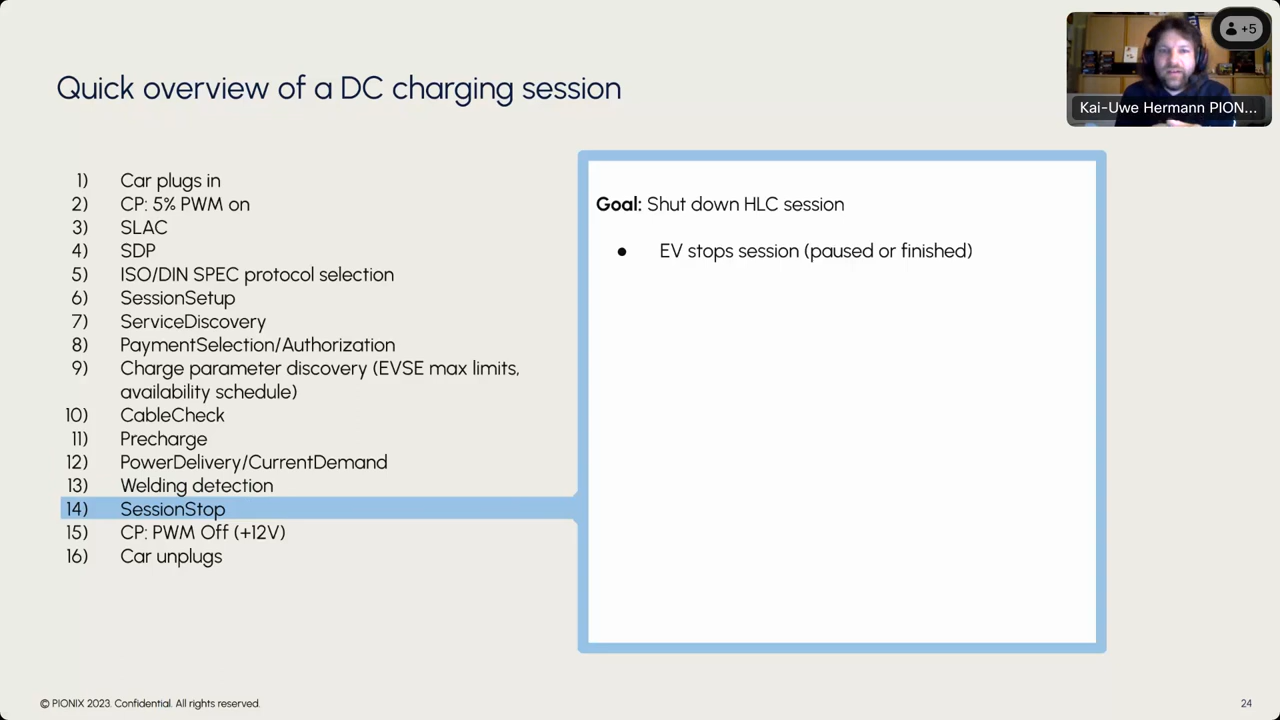 Quick overview of a DC charging session
+5
Kai-Uwe Hermann PION...
1) Car plugs in
2) CP: 5% PWM on
3) SLAC
4) SDP
5) ISO/DIN SPEC protocol selection
6) SessionSetup
7) ServiceDiscovery
8) PaymentSelection/Authorization
9) Charge parameter discovery (EVSE max limits,
availability schedule)
10) CableCheck
11) Precharge
12) PowerDelivery/CurrentDemand
13) Welding detection
14) SessionStop
15) CP: PWM Off (+12V)
16) Car unplugs
Goal: Shut down HLC session
● EV stops session (paused or finished)
© PIONIX 2023. Confidential. All rights reserved.
24